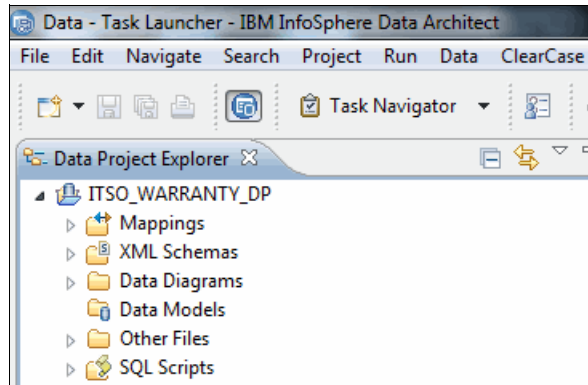 Data - Task Launcher - IBM InfoSphere Data Architect
File Edit Navigate Search Project Run Data ClearCase
Task Navigator
Data Project Explorer
ITSO_WARRANTY_DP
Mappings
XML Schemas
Data Diagrams
Data Models
Other Files
SQL Scripts